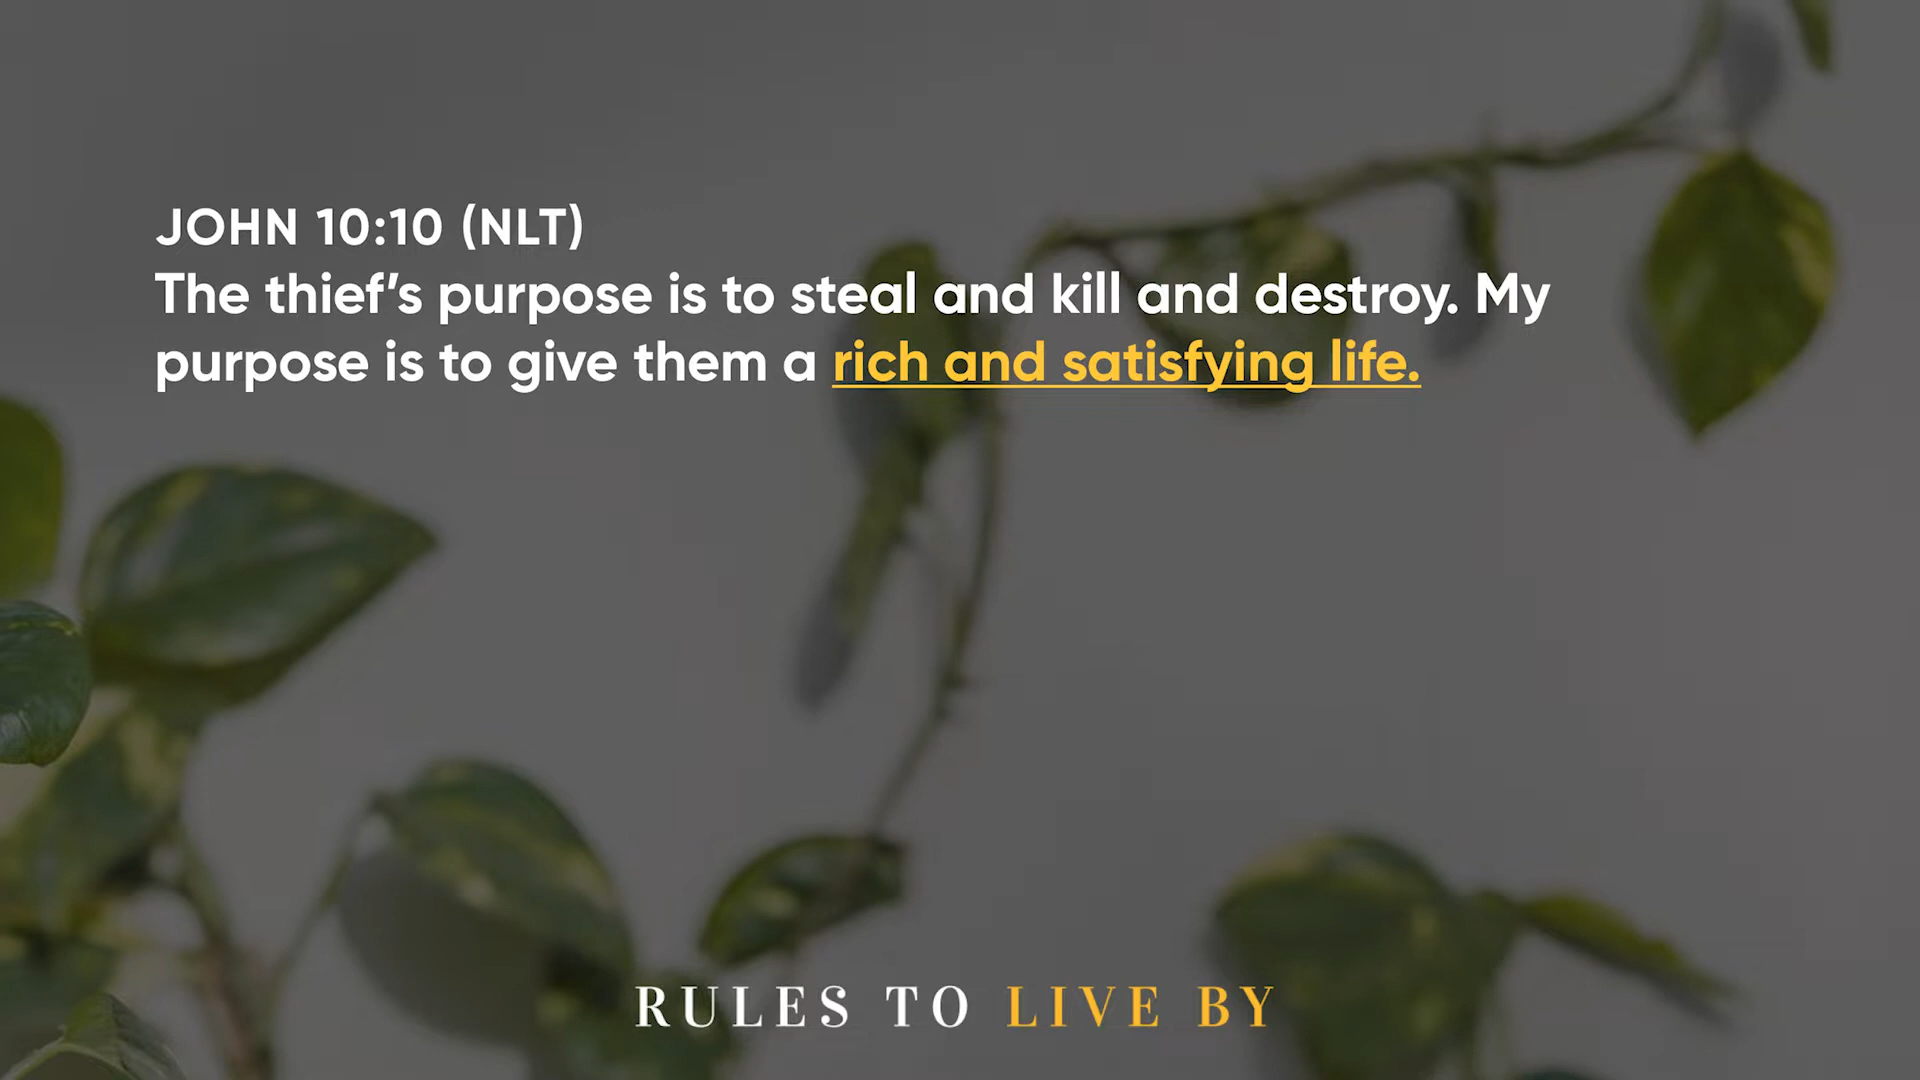 JOHN 10:10 (NLT)
The thief’s purpose is to steal and kill and destroy. My
purpose is to give them a rich and satisfying life.
RULES TO LIVE BY